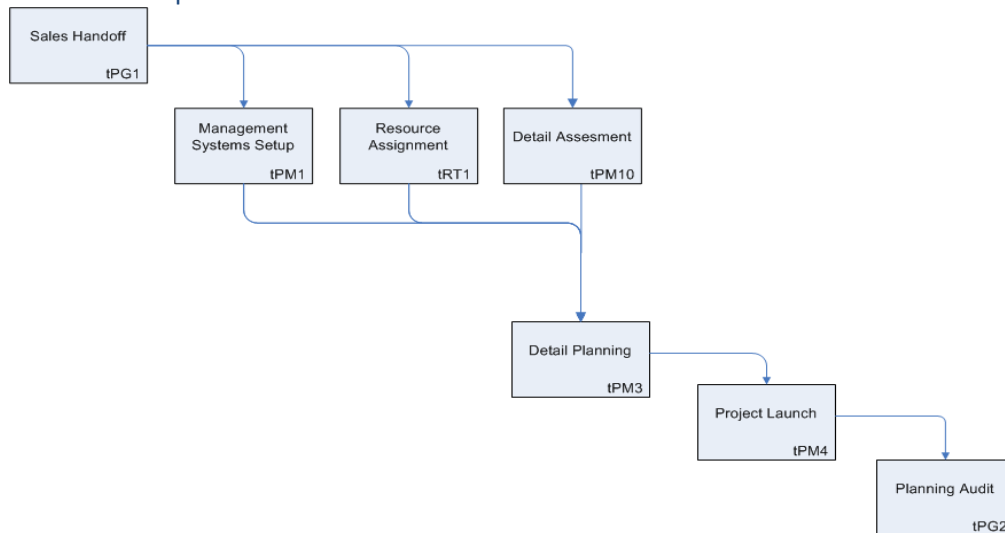 Sales Handoff
tPG1
Management
Systems Setup
tPM1
Resource
Assignment
tRT1
Detail Assesment
tPM10
Detail Planning
tPM3
Project Launch
tPM4
Planning Audit
tPG2